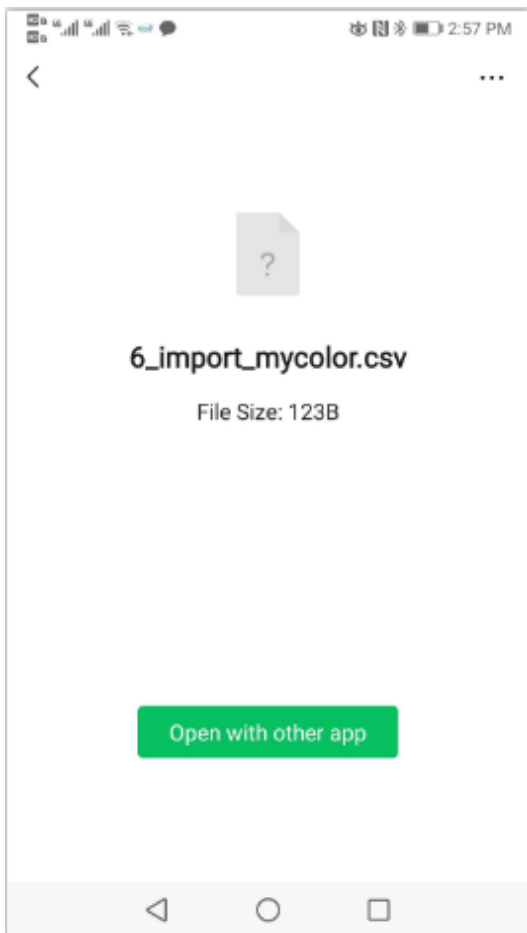 2:57 PM
?
6_import_mycolor.csv
File Size: 123B
Open with other app